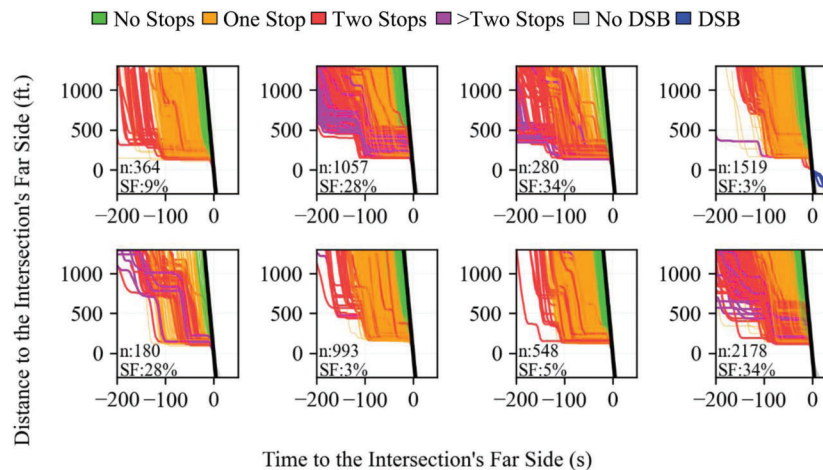 No Stops One Stop Two Stops >Two Stops No DSB DSB
Distance to the Intersection's Far Side (ft.)
1000
500
0
n:364
SF:9%
−200 −100 0
1000
500
0
n:1057
SF:28%
−200 −100 0
1000
500
0
n:280
SF:34%
−200 −100 0
1000
500
0
n:1519
SF:3%
−200 −100 0
1000
500
0
n:180
SF:28%
−200 −100 0
1000
500
0
n:993
SF:3%
−200 −100 0
1000
500
0
n:548
SF:5%
−200 −100 0
1000
500
0
n:2178
SF:34%
−200 −100 0
Time to the Intersection's Far Side (s)